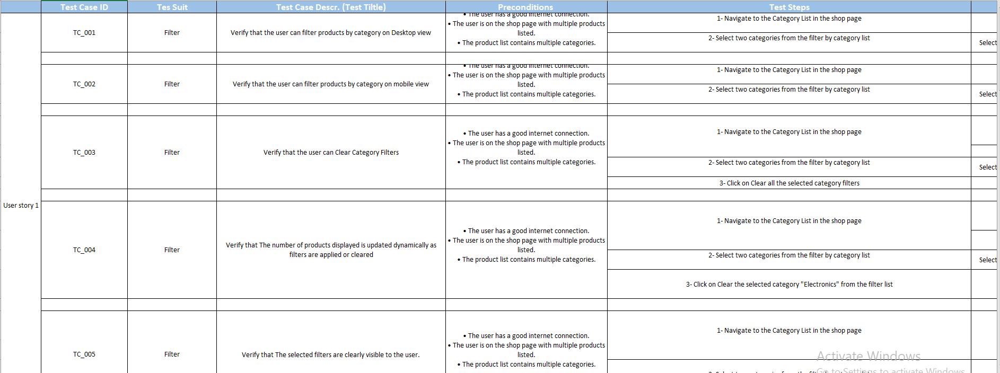 Test Case ID Tes Suit Test Case Descr. (Test Tiltle) Preconditions Test Steps
User story 1
TC_001
Filter
Verify that the user can filter products by category on Desktop view
• The user has a good internet connection.
• The user is on the shop page with multiple products
listed.
• The product list contains multiple categories.
1- Navigate to the Category List in the shop page
2- Select two categories from the filter by category list
Select
TC_002
Filter
Verify that the user can filter products by category on mobile view
• The user has a good internet connection.
• The user is on the shop page with multiple products
listed.
• The product list contains multiple categories.
1- Navigate to the Category List in the shop page
2- Select two categories from the filter by category list
Select
TC_003
Filter
Verify that the user can Clear Category Filters
• The user has a good internet connection.
• The user is on the shop page with multiple products
listed.
• The product list contains multiple categories.
1- Navigate to the Category List in the shop page
2- Select two categories from the filter by category list
Select
3- Click on Clear all the selected category filters
TC_004
Filter
Verify that The number of products displayed is updated dynamically as
filters are applied or cleared
• The user has a good internet connection.
• The user is on the shop page with multiple products
listed.
• The product list contains multiple categories.
1- Navigate to the Category List in the shop page
2- Select two categories from the filter by category list
Select
3- Click on Clear the selected category "Electronics" from the filter list
TC_005
Filter
Verify that The selected filters are clearly visible to the user.
• The user has a good internet connection.
• The user is on the shop page with multiple products
listed.
• The product list contains multiple categories.
1- Navigate to the Category List in the shop page
Activate Windows
Go to Settings to activate Windows